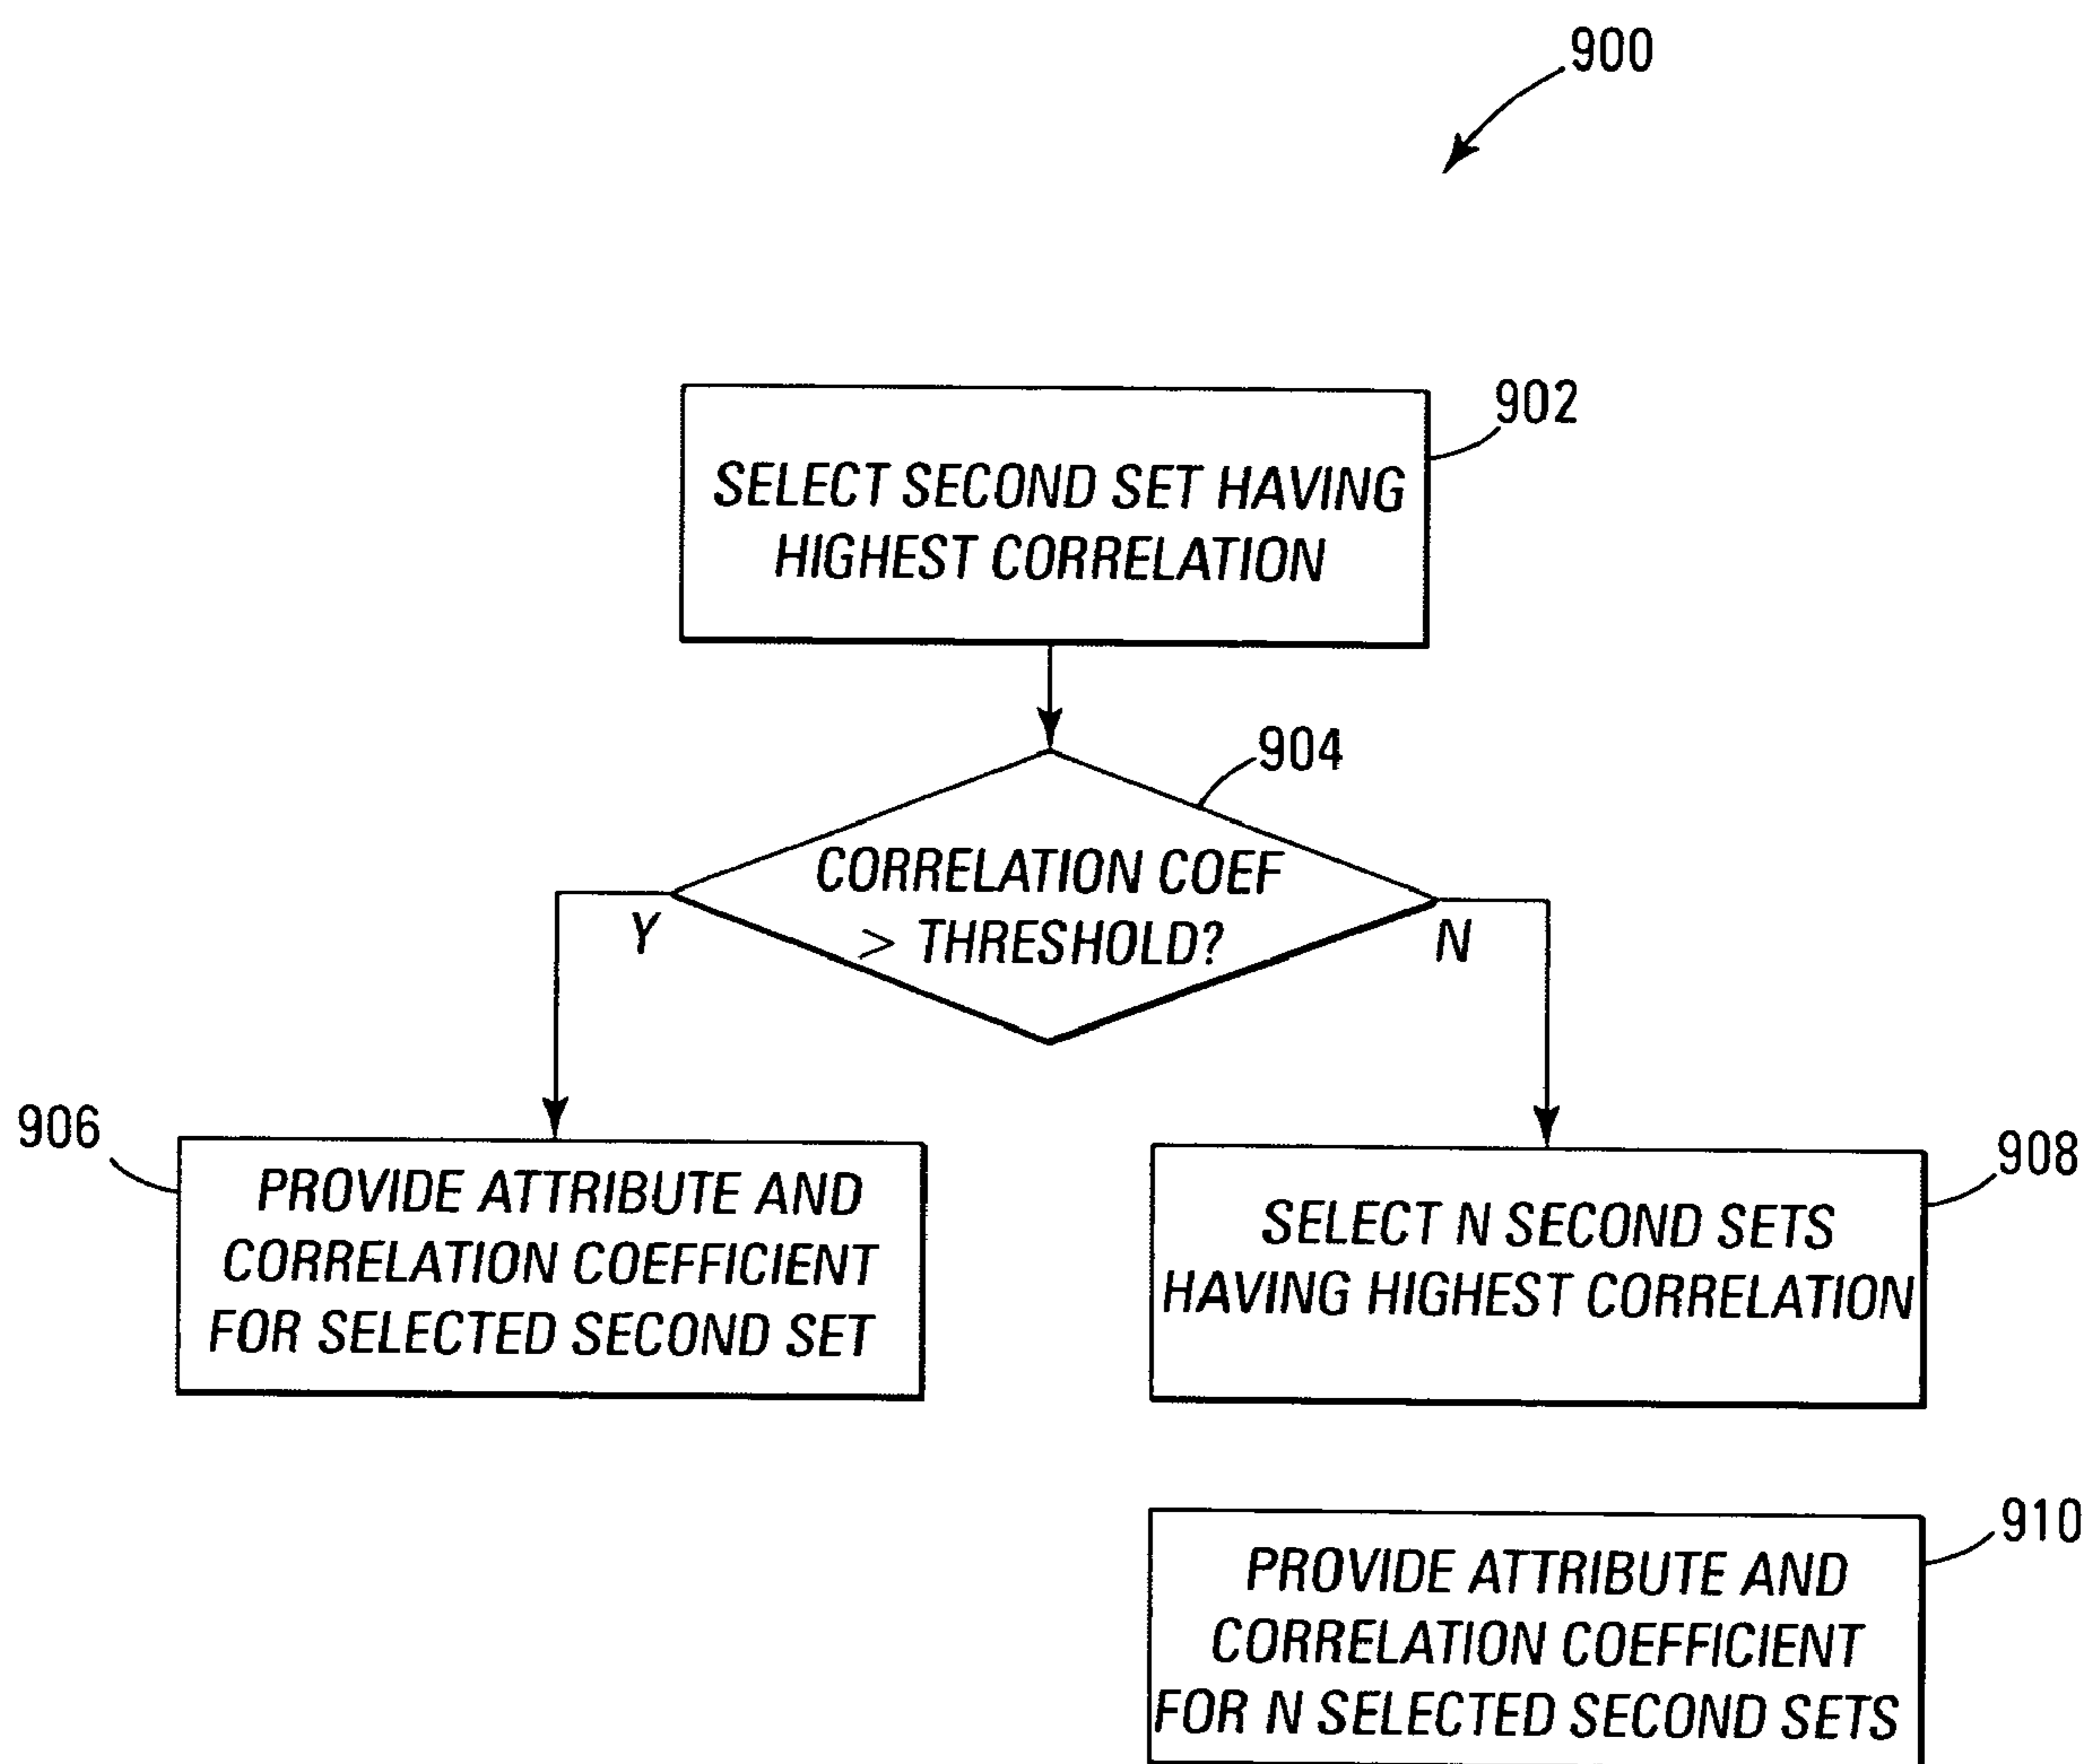 900
902
SELECT SECOND SET HAVING
HIGHEST CORRELATION
904
CORRELATION COEF
> THRESHOLD?
Y
N
906
PROVIDE ATTRIBUTE AND
CORRELATION COEFFICIENT
FOR SELECTED SECOND SET
908
SELECT N SECOND SETS
HAVING HIGHEST CORRELATION
910
PROVIDE ATTRIBUTE AND
CORRELATION COEFFICIENT
FOR N SELECTED SECOND SETS